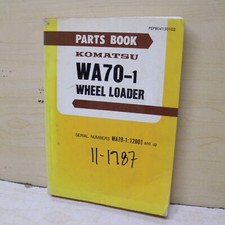 PARTS BOOK
KOMATSU
WA70-1
WHEEL LOADER
SERIAL NUMBERS WA70-1:12001 and up
11-1987